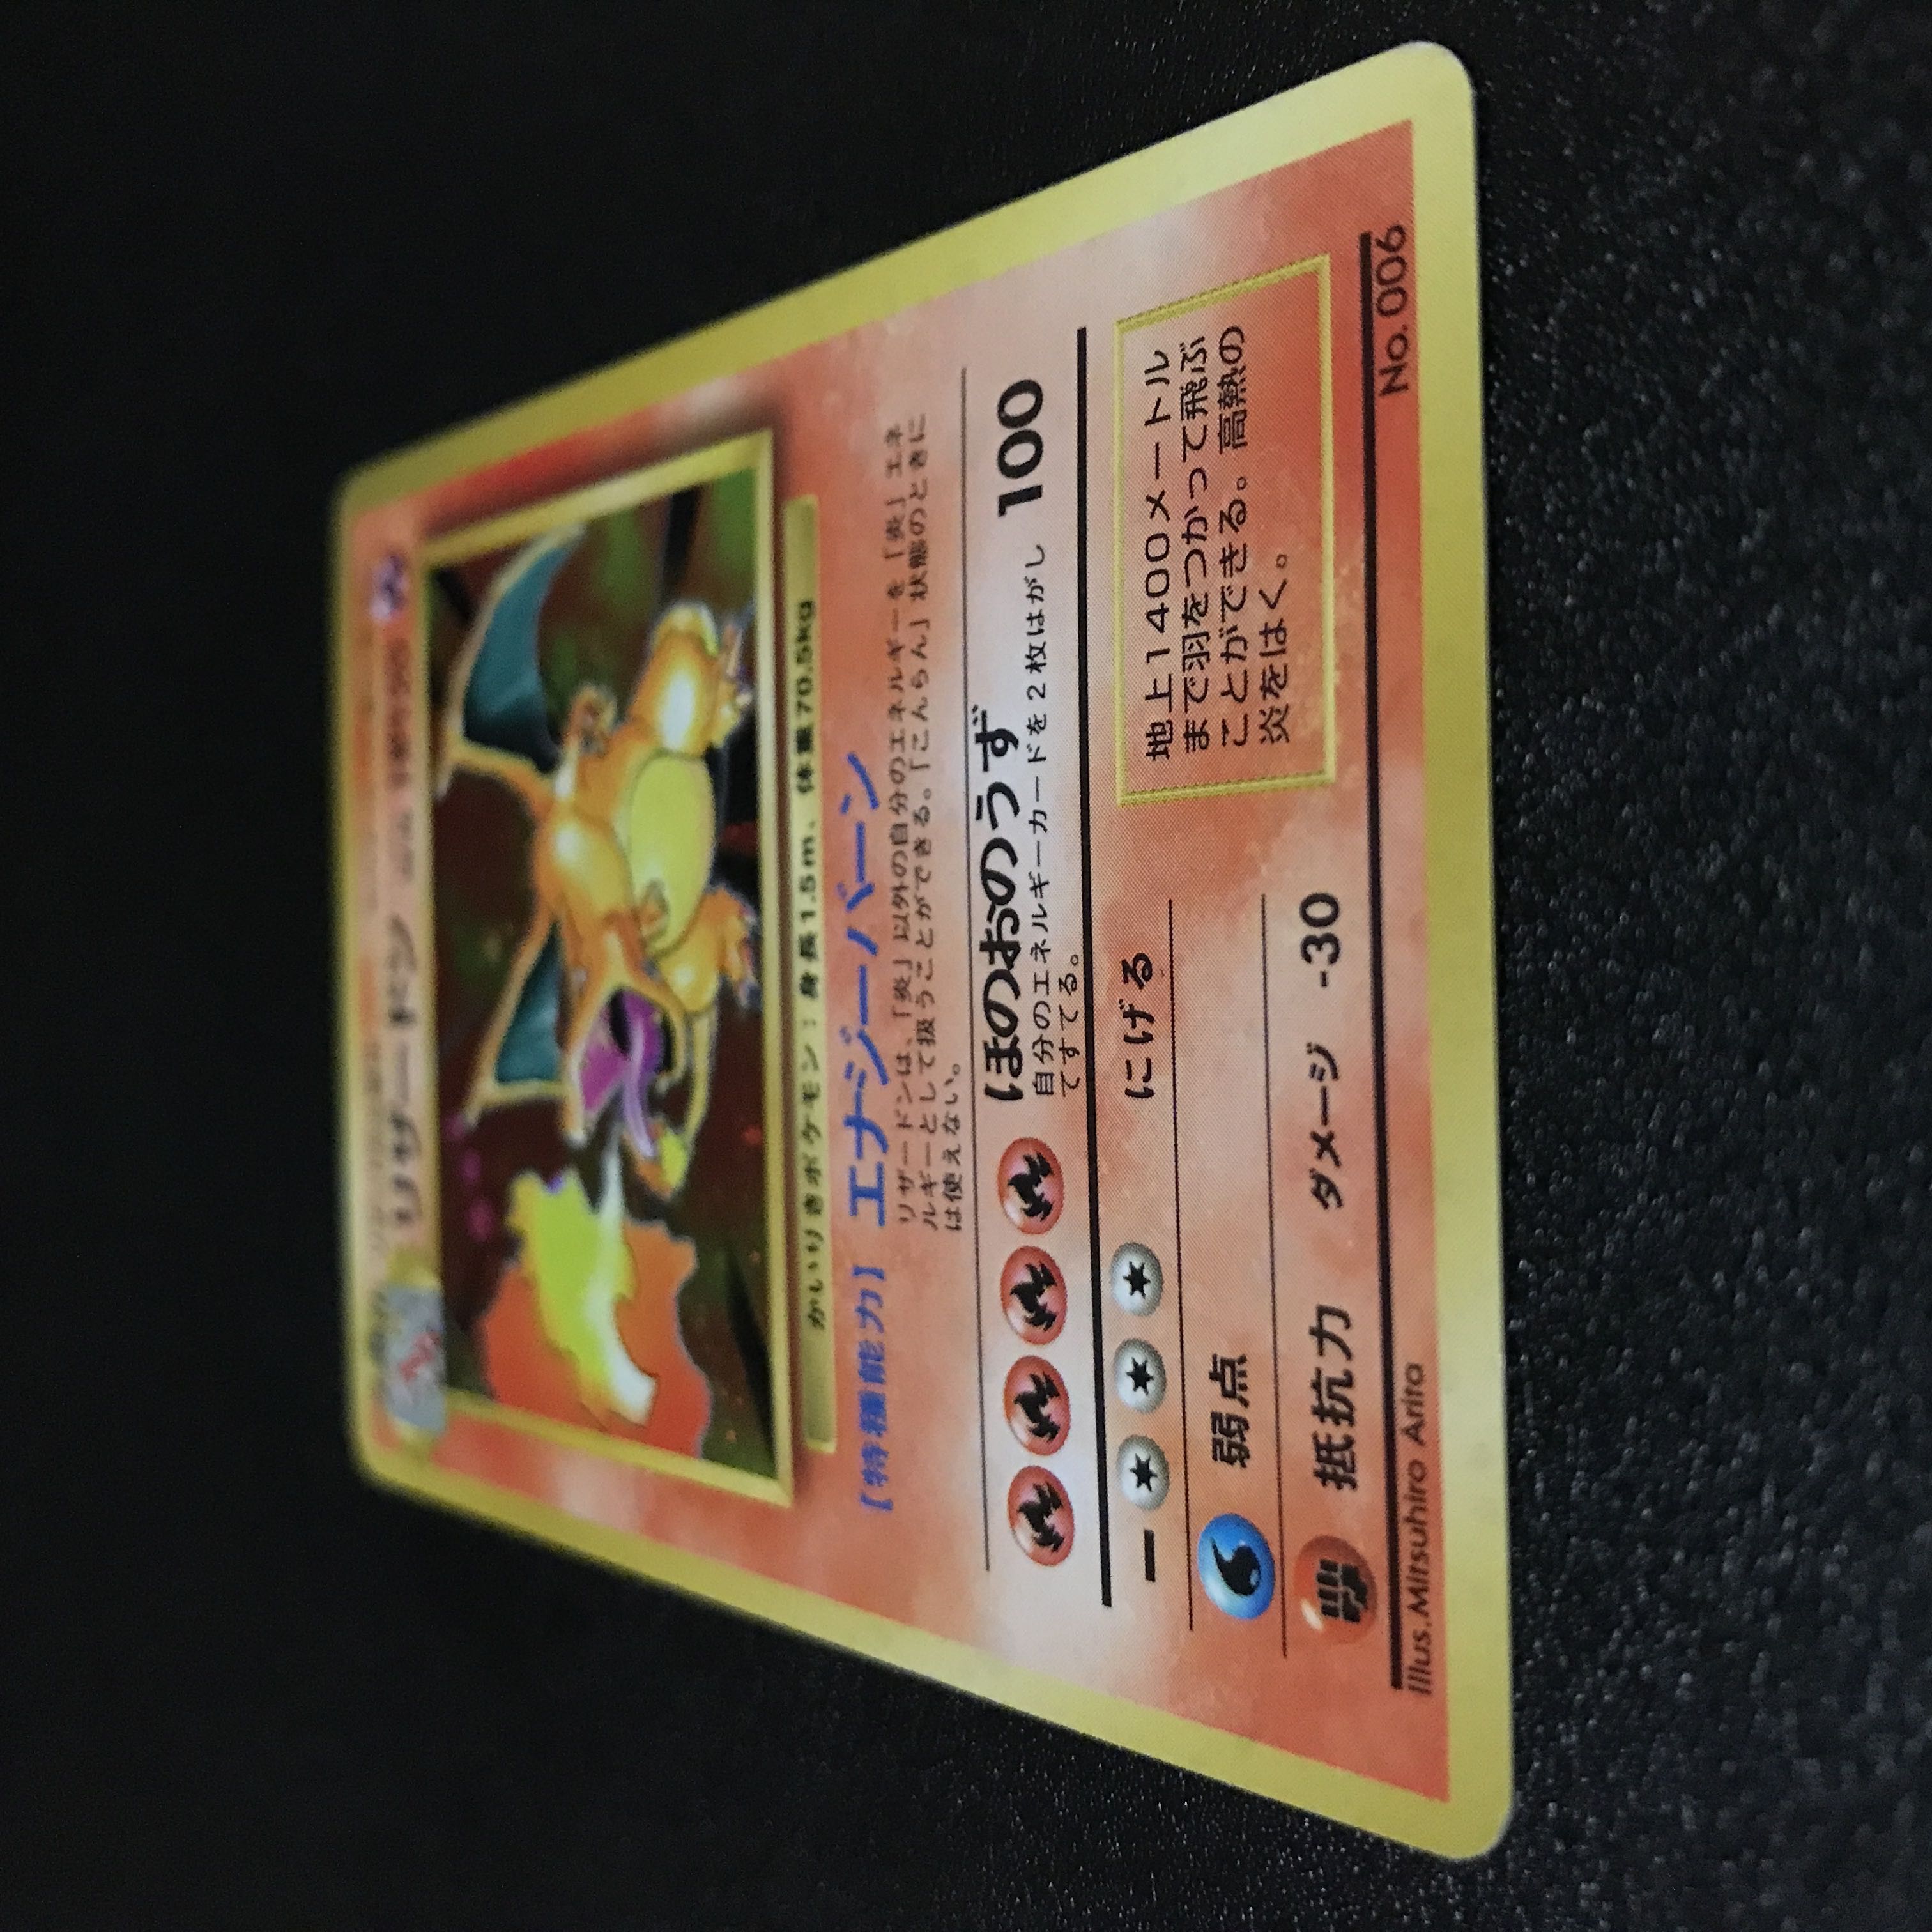 リザードン
かいりきポケモン：身長1.5m、体重70.5kg
【特種能力】エナジーバーン
リザードンは、「炎」以外の自分のエネルギーを「炎」エネ
ルギーとして扱うことができる。「こんらん」状態のときに
は使えない。
ほのおのうず 100
自分のエネルギーカードを2枚はがし
てすてる。
にげる
弱点
抵抗力 ダメージ -30
地上1400メートル
まで羽をつかって飛ぶ
ことができる。高熱の
炎をはく。
Illus.Mitsuhiro Arita No.006